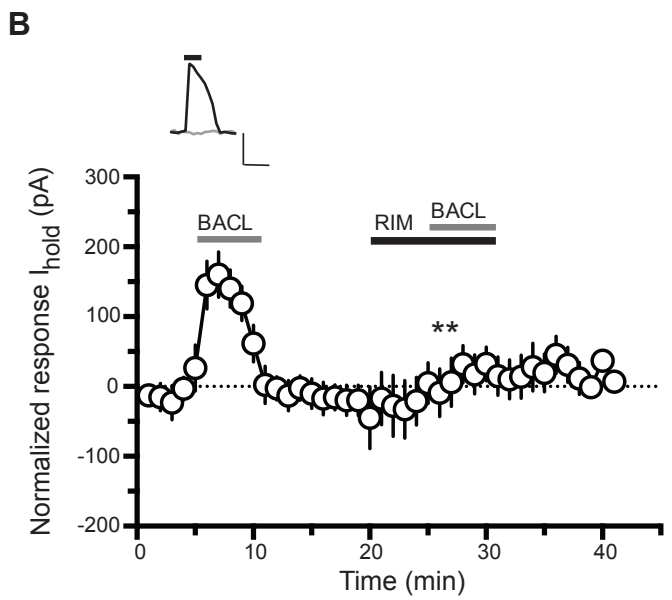 B
300
200
100
0
-100
-200
Normalized response I_hold (pA)
BACL
RIM
BACL
**
0 10 20 30 40
Time (min)